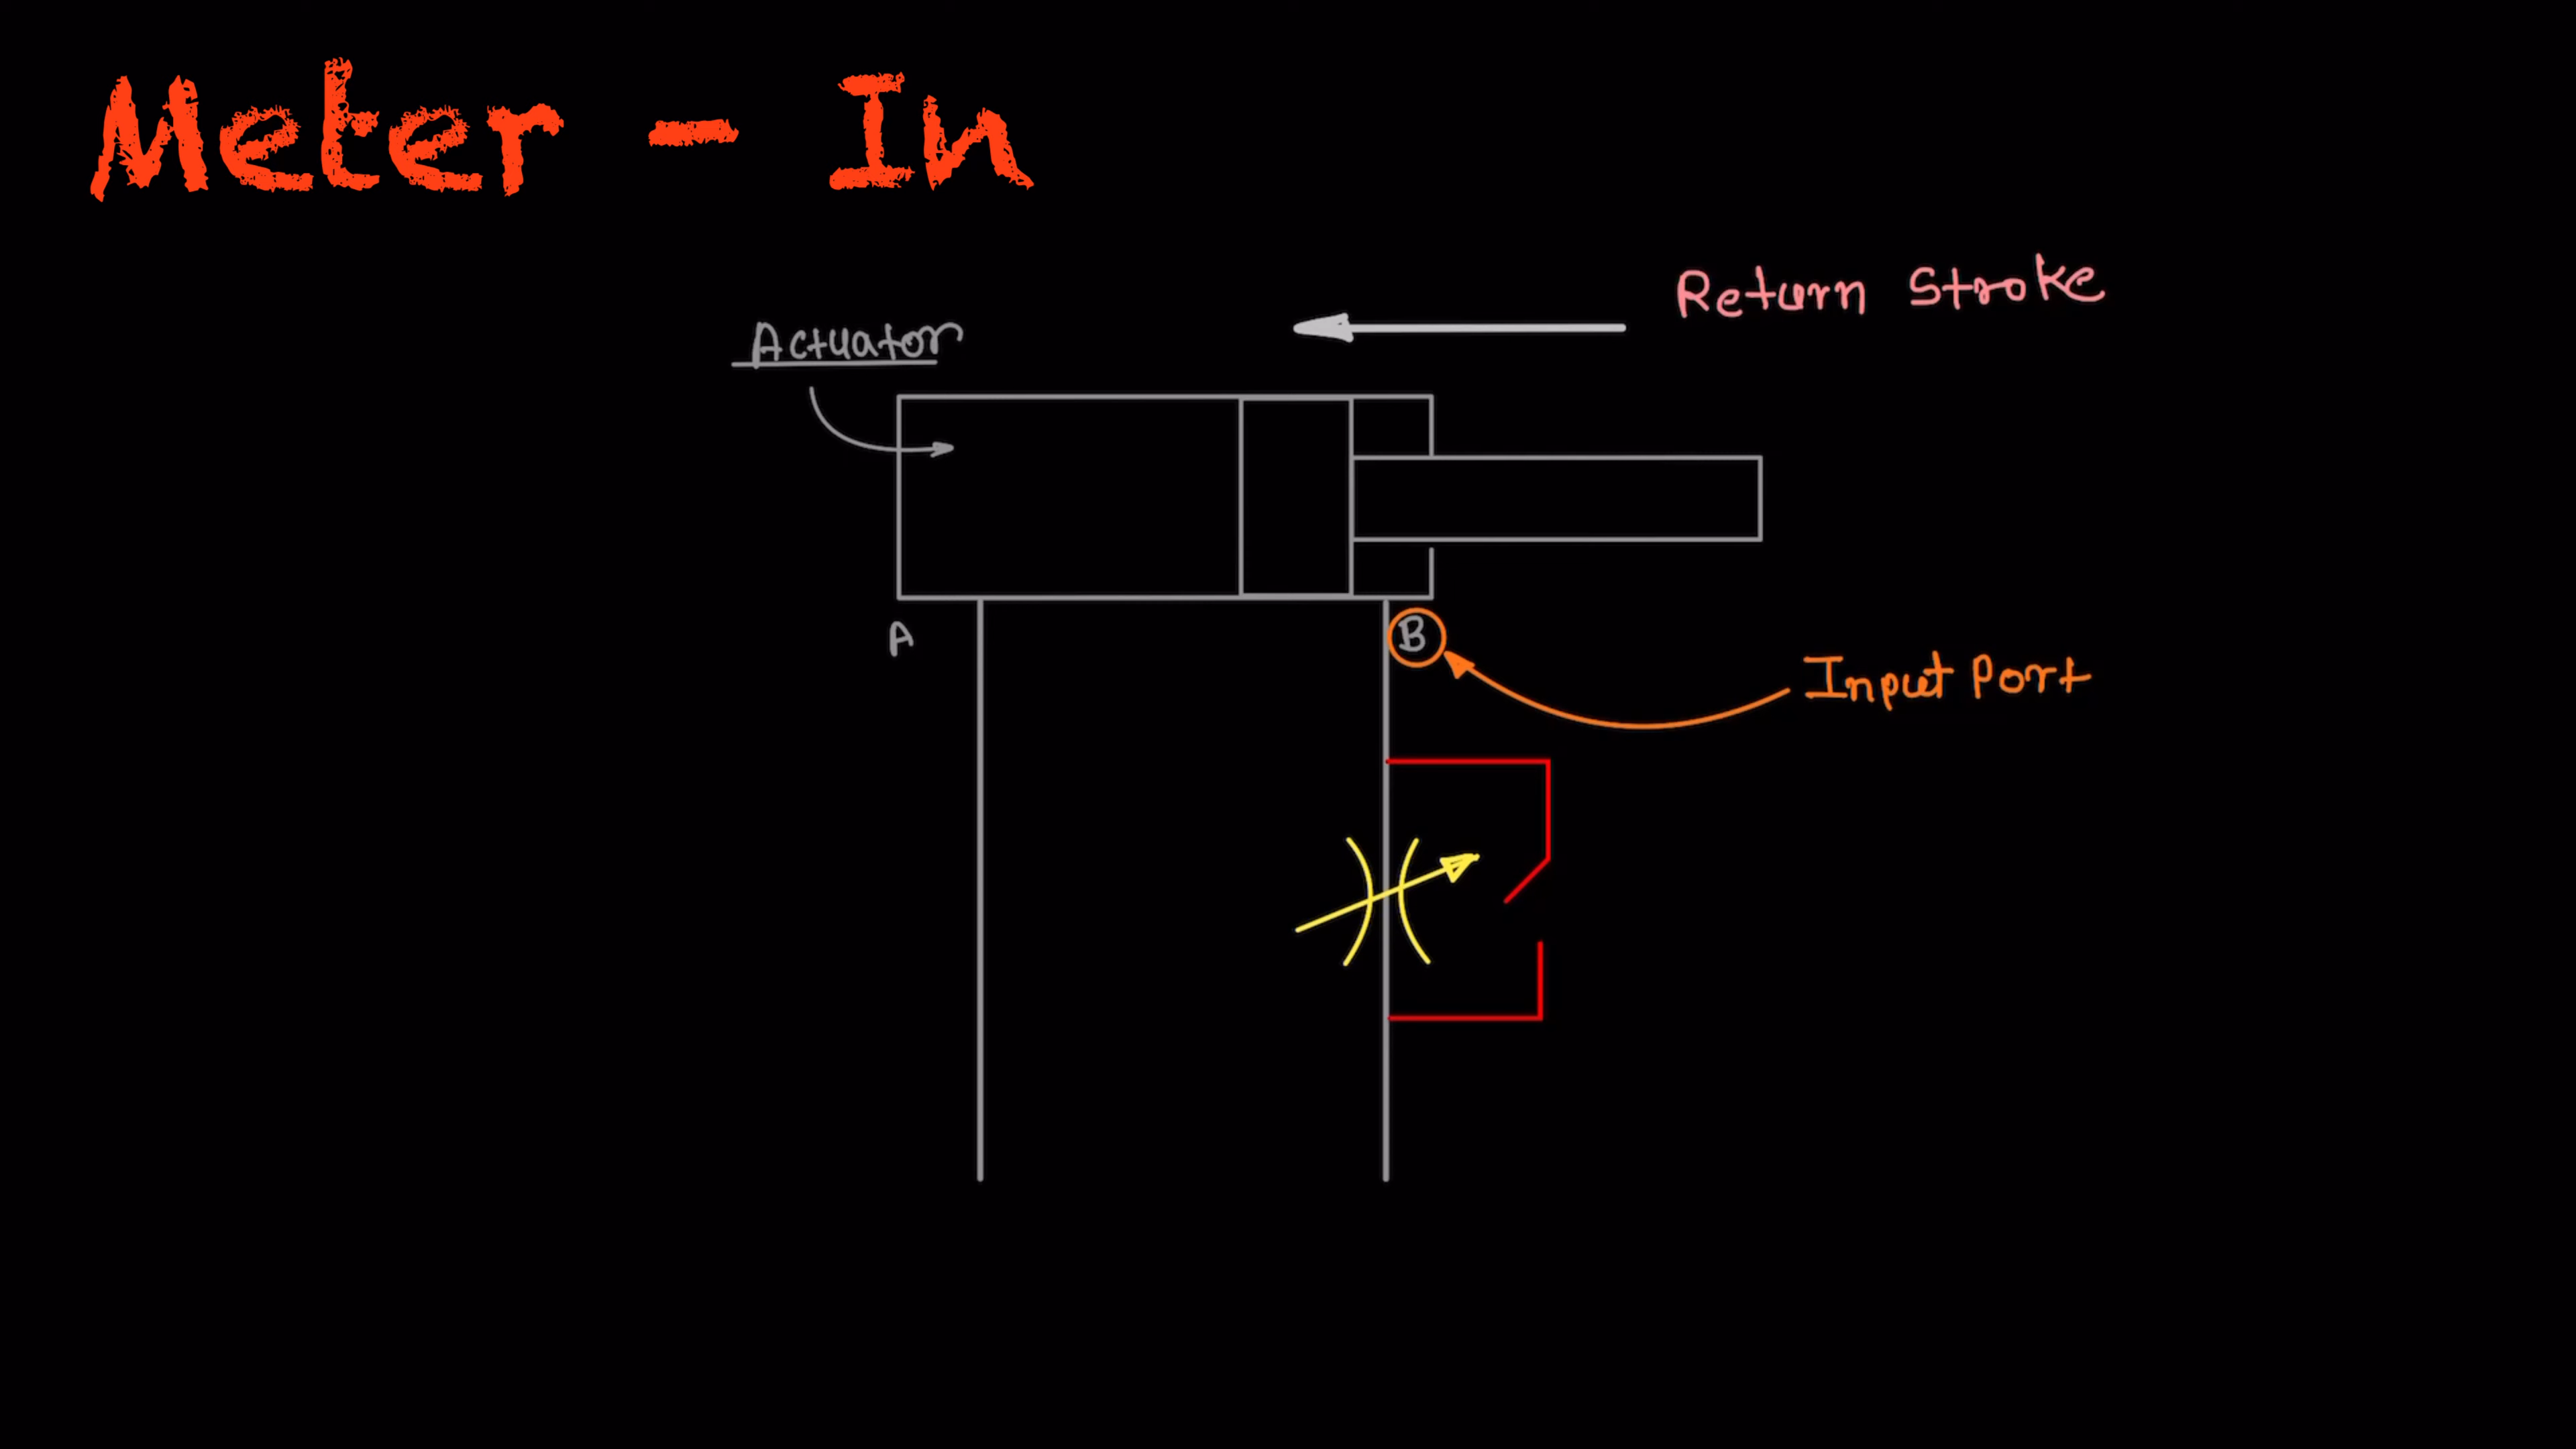 Meter - In
Return Stroke
Actuator
A
B
Input Port